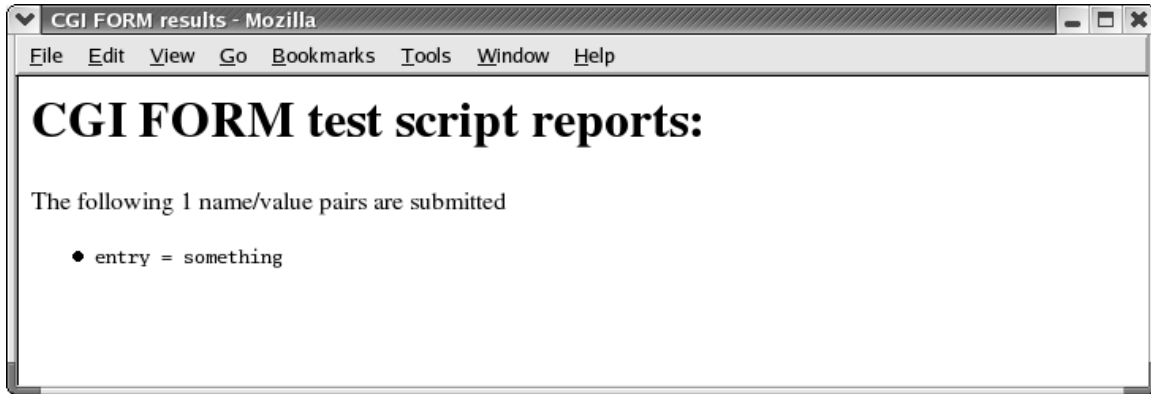 CGI FORM results - Mozilla
File Edit View Go Bookmarks Tools Window Help
CGI FORM test script reports:
The following 1 name/value pairs are submitted
entry = something